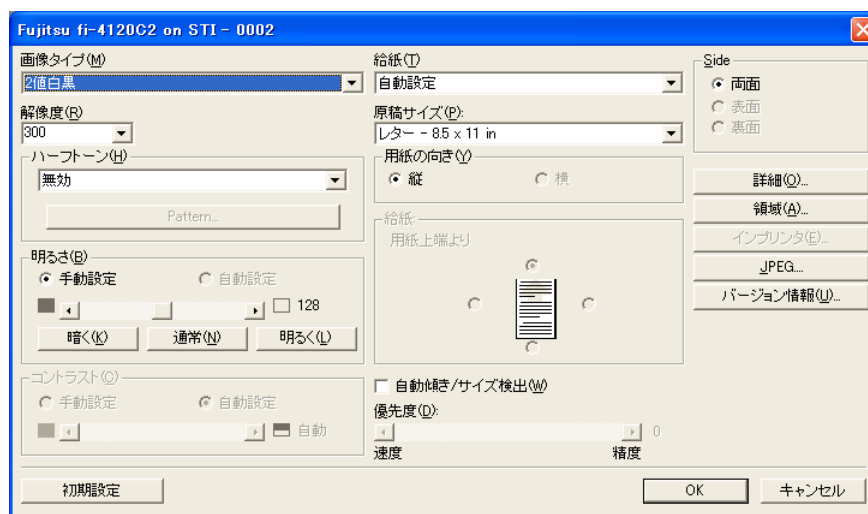 Fujitsu fi-4120C2 on STI - 0002
画像タイプ(M)
2値白黒
解像度(R)
300
ハーフトーン(H)
無効
Pattern...
明るさ(B)
手動設定
自動設定
128
暗く(K)
通常(N)
明るく(L)
コントラスト(C)
手動設定
自動設定
自動
初期設定
給紙(T)
自動設定
原稿サイズ(P):
レター - 8.5 x 11 in
用紙の向き(Y)
縦
横
給紙:
用紙上端より
自動傾き/サイズ検出(W)
優先度(D):
0
速度
精度
Side
両面
表面
裏面
詳細(O)...
領域(A)...
インプリンタ(E)...
JPEG...
バージョン情報(U)...
OK
キャンセル